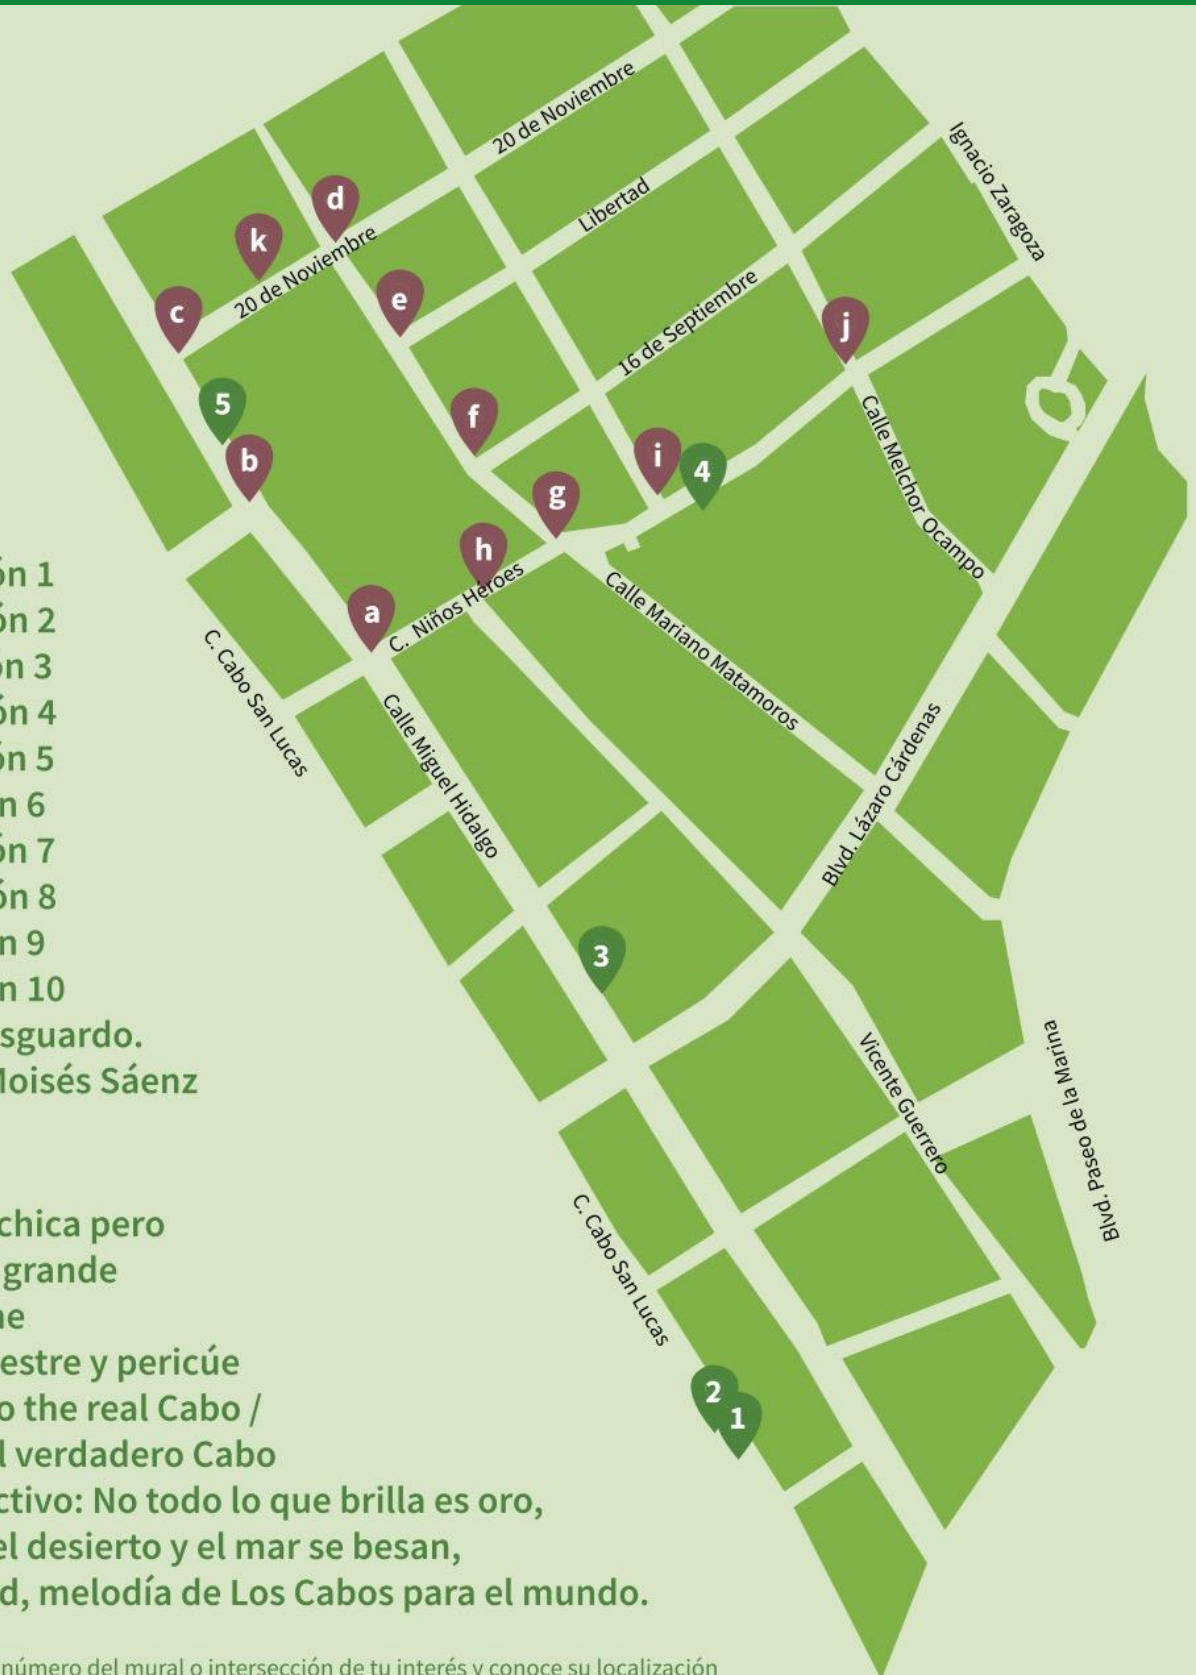 20 de Noviembre
Ignacio Zaragoza
Libertad
d
k
20 de Noviembre
e
c
16 de Septiembre
j
5
f
b
i
4
Calle Melchor Ocampo
g
h
C. Niños Héroes
a
Calle Mariano Matamoros
C. Cabo San Lucas
Calle Miguel Hidalgo
Blvd. Lázaro Cárdenas
3
Vicente Guerrero
Blvd. Paseo de la Marina
C. Cabo San Lucas
2
1
ón 1
ón 2
ón 3
ón 4
ón 5
n 6
ón 7
ón 8
n 9
n 10
sguardo.
Moisés Sáenz
chica pero
grande
ne
estre y pericúe
o the real Cabo /
l verdadero Cabo
ctivo: No todo lo que brilla es oro,
el desierto y el mar se besan,
d, melodía de Los Cabos para el mundo.
número del mural o intersección de tu interés y conoce su localización